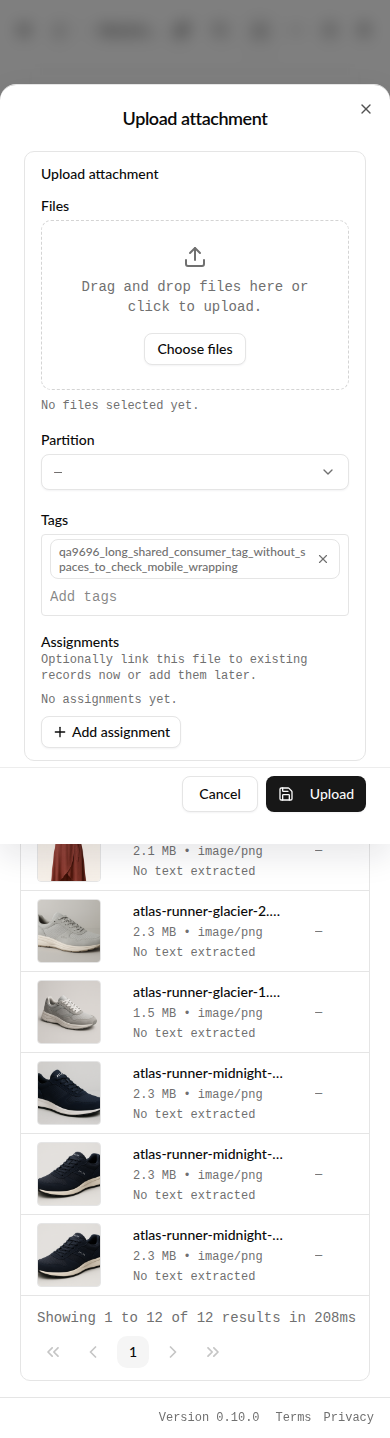 Upload attachment
Upload attachment
Files
Drag and drop files here or
click to upload.
Choose files
No files selected yet.
Partition
—
Tags
qa9696_long_shared_consumer_tag_without_s
paces_to_check_mobile_wrapping
Add tags
Assignments
Optionally link this file to existing
records now or add them later.
No assignments yet.
Add assignment
Cancel
Upload
2.1 MB • image/png —
No text extracted
atlas-runner-glacier-2....
2.3 MB • image/png —
No text extracted
atlas-runner-glacier-1....
1.5 MB • image/png —
No text extracted
atlas-runner-midnight-...
2.3 MB • image/png —
No text extracted
atlas-runner-midnight-...
2.3 MB • image/png —
No text extracted
atlas-runner-midnight-...
2.3 MB • image/png —
No text extracted
Showing 1 to 12 of 12 results in 208ms
1
Version 0.10.0 Terms Privacy